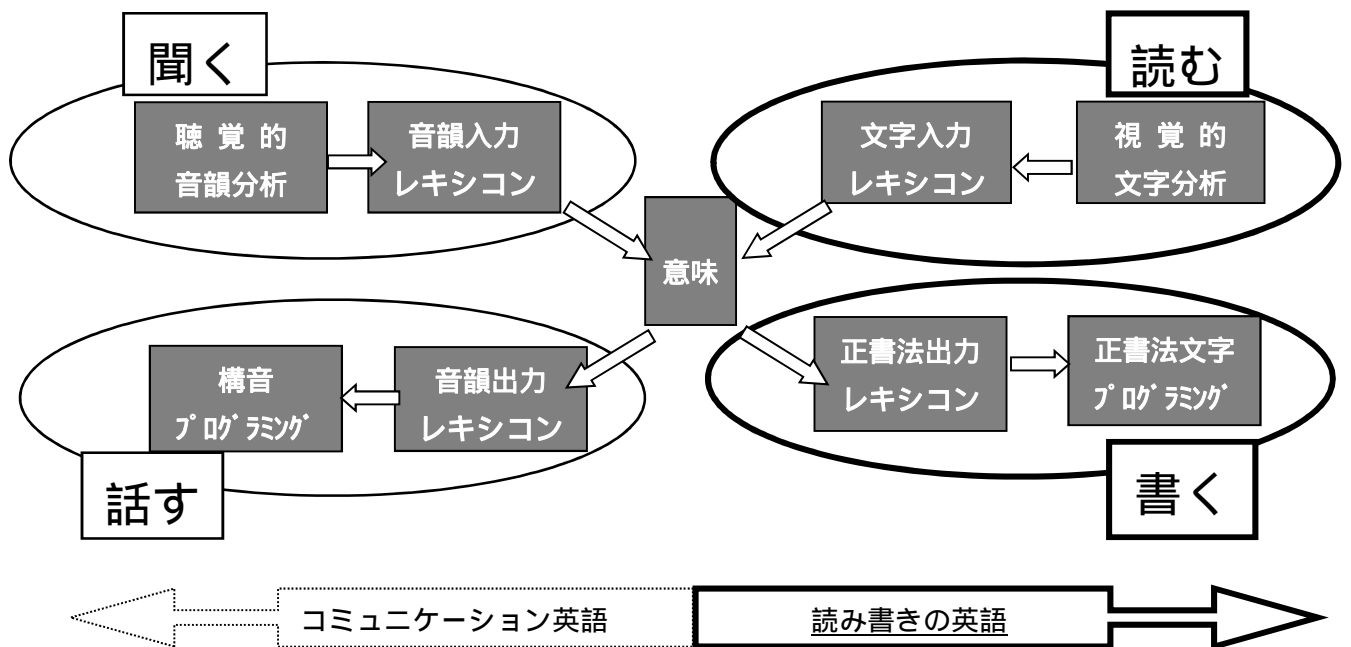 聞く
聴覚的
音韻分析
音韻入力
レキシコン
読む
文字入力
レキシコン
視覚的
文字分析
意味
話す
構音
プログラミング
音韻出力
レキシコン
書く
正書法出力
レキシコン
正書法文字
プログラミング
コミュニケーション英語
読み書きの英語